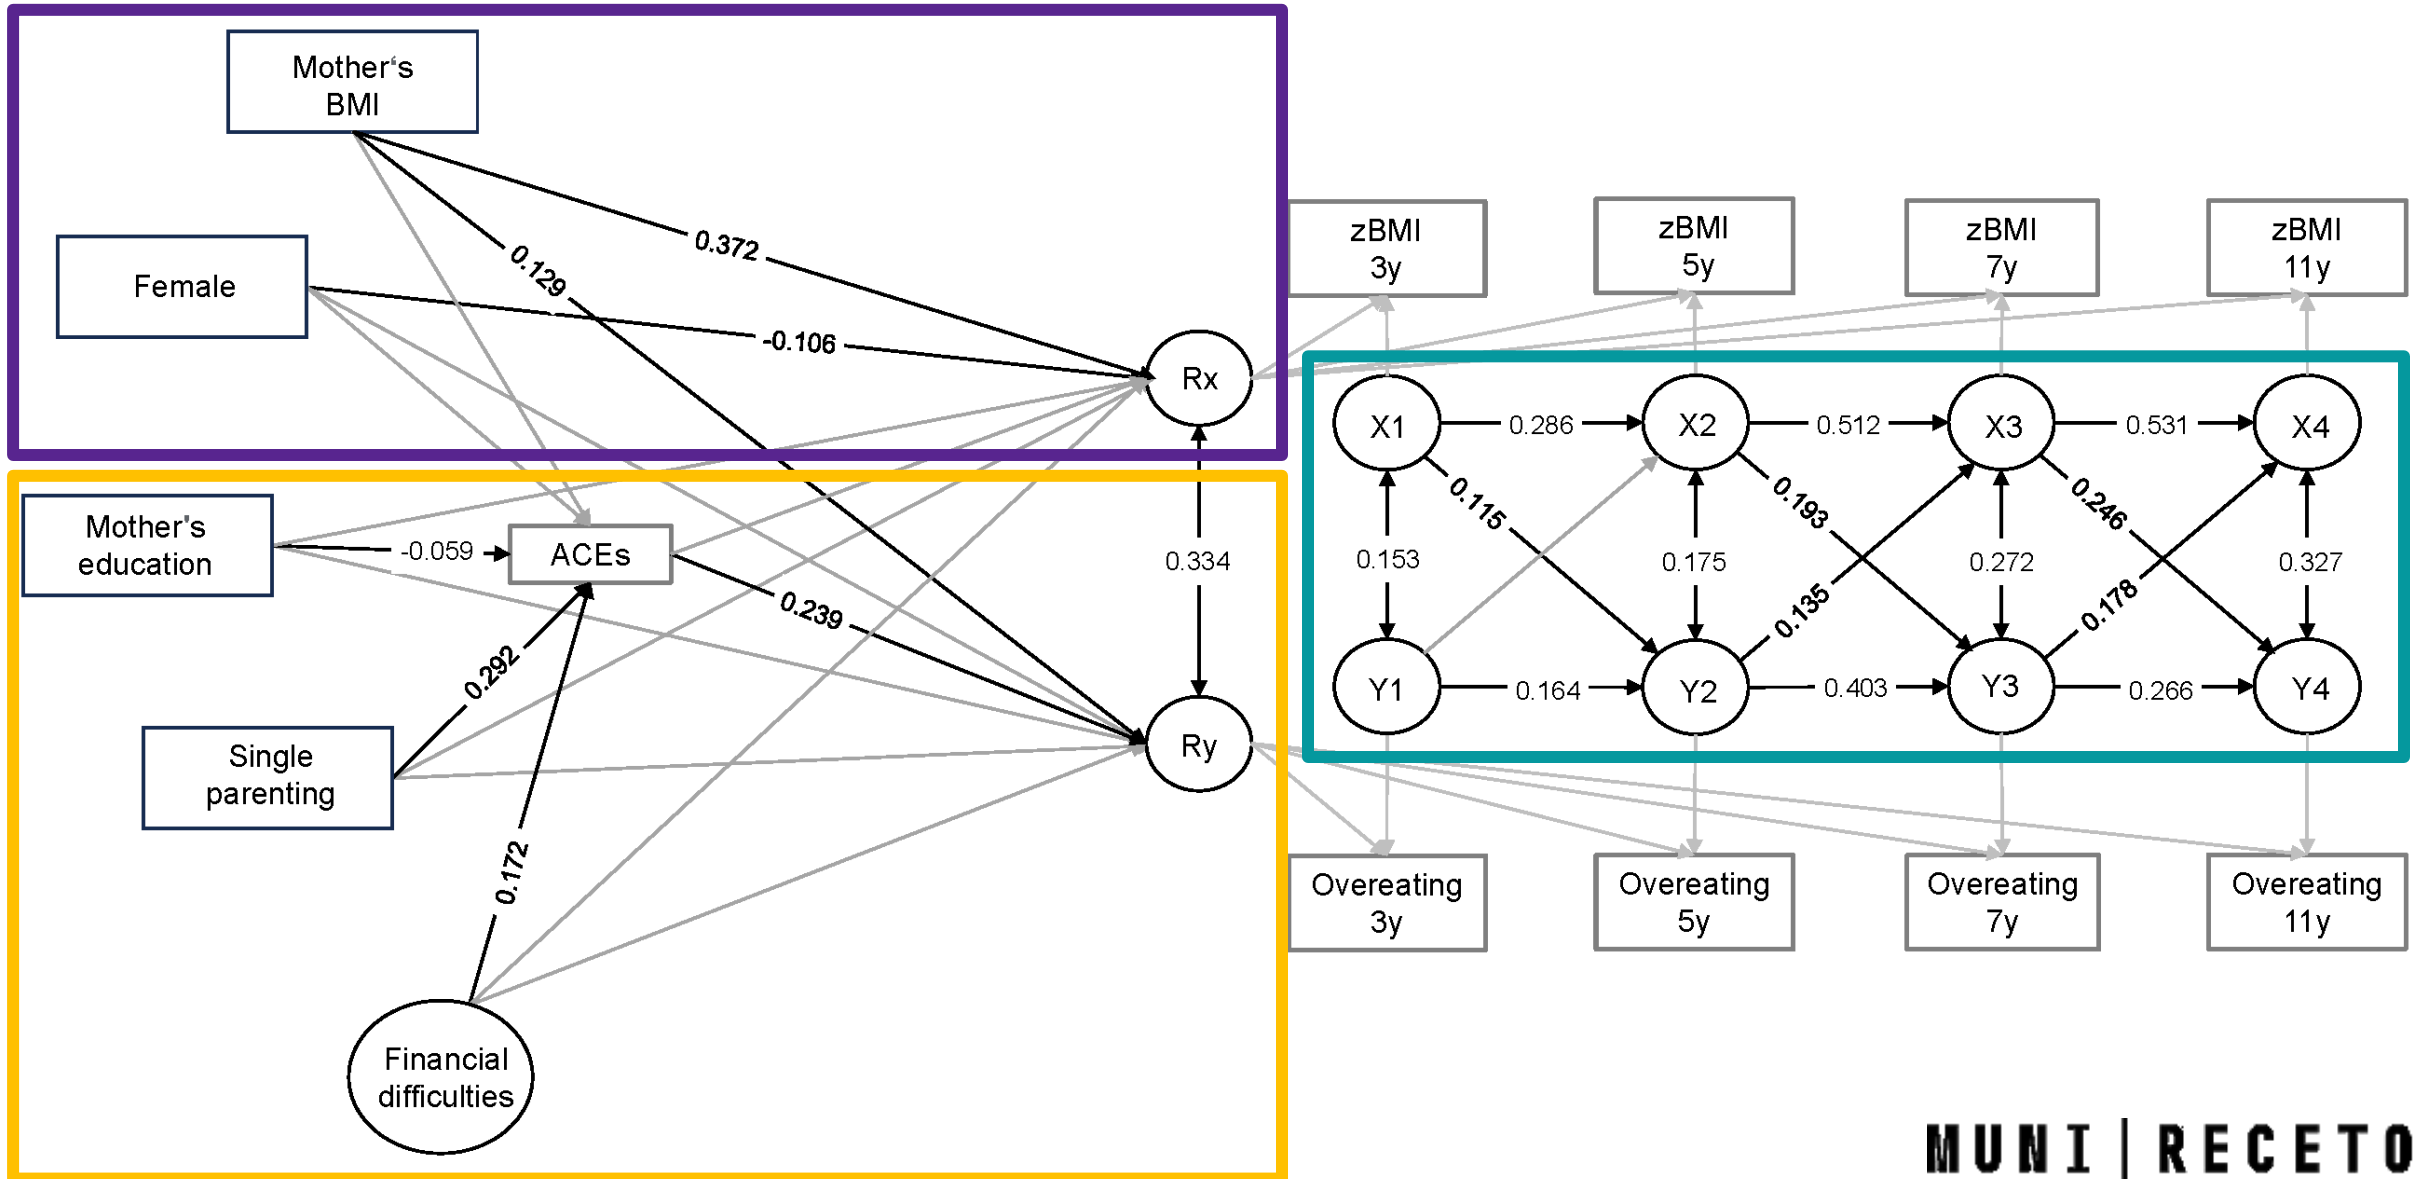 Mother‘s
BMI
Female
0.372
0.129
-0.106
Rx
zBMI
3y
zBMI
5y
zBMI
7y
zBMI
11y
X1
0.286
X2
0.512
X3
0.531
X4
0.115
0.193
0.246
0.153
0.175
0.272
0.327
0.135
0.178
Y1
0.164
Y2
0.403
Y3
0.266
Y4
Mother's
education
-0.059
ACEs
0.239
0.334
0.292
Single
parenting
Ry
0.172
Financial
difficulties
Overeating
3y
Overeating
5y
Overeating
7y
Overeating
11y
MUNI | RECETO